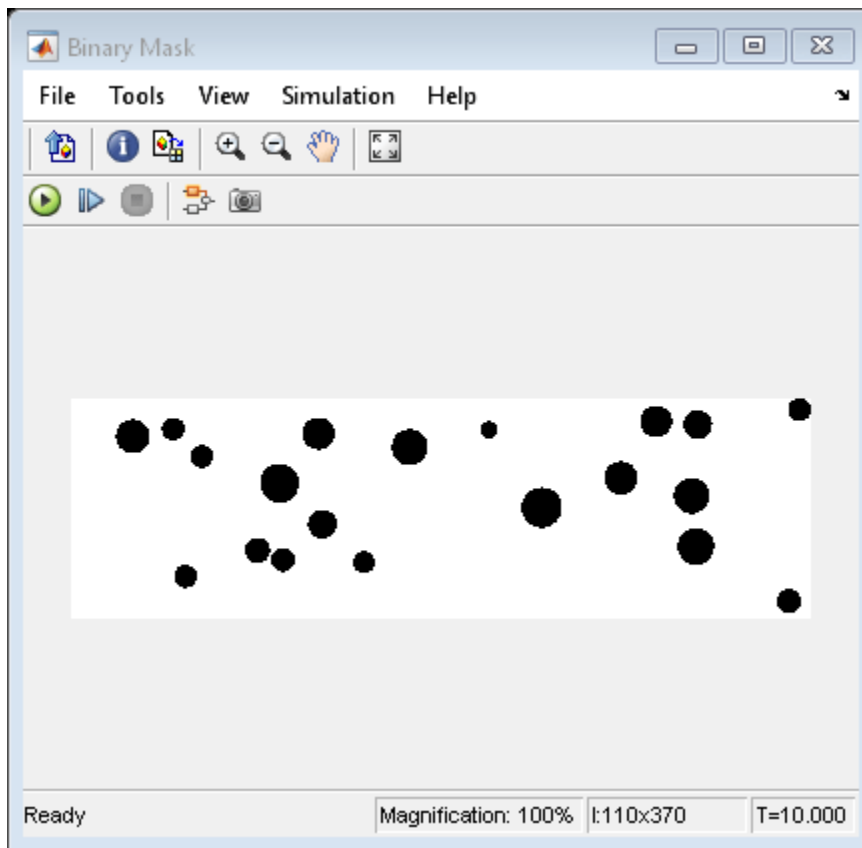 Binary Mask
File Tools View Simulation Help
Ready Magnification: 100% I:110x370 T=10.000